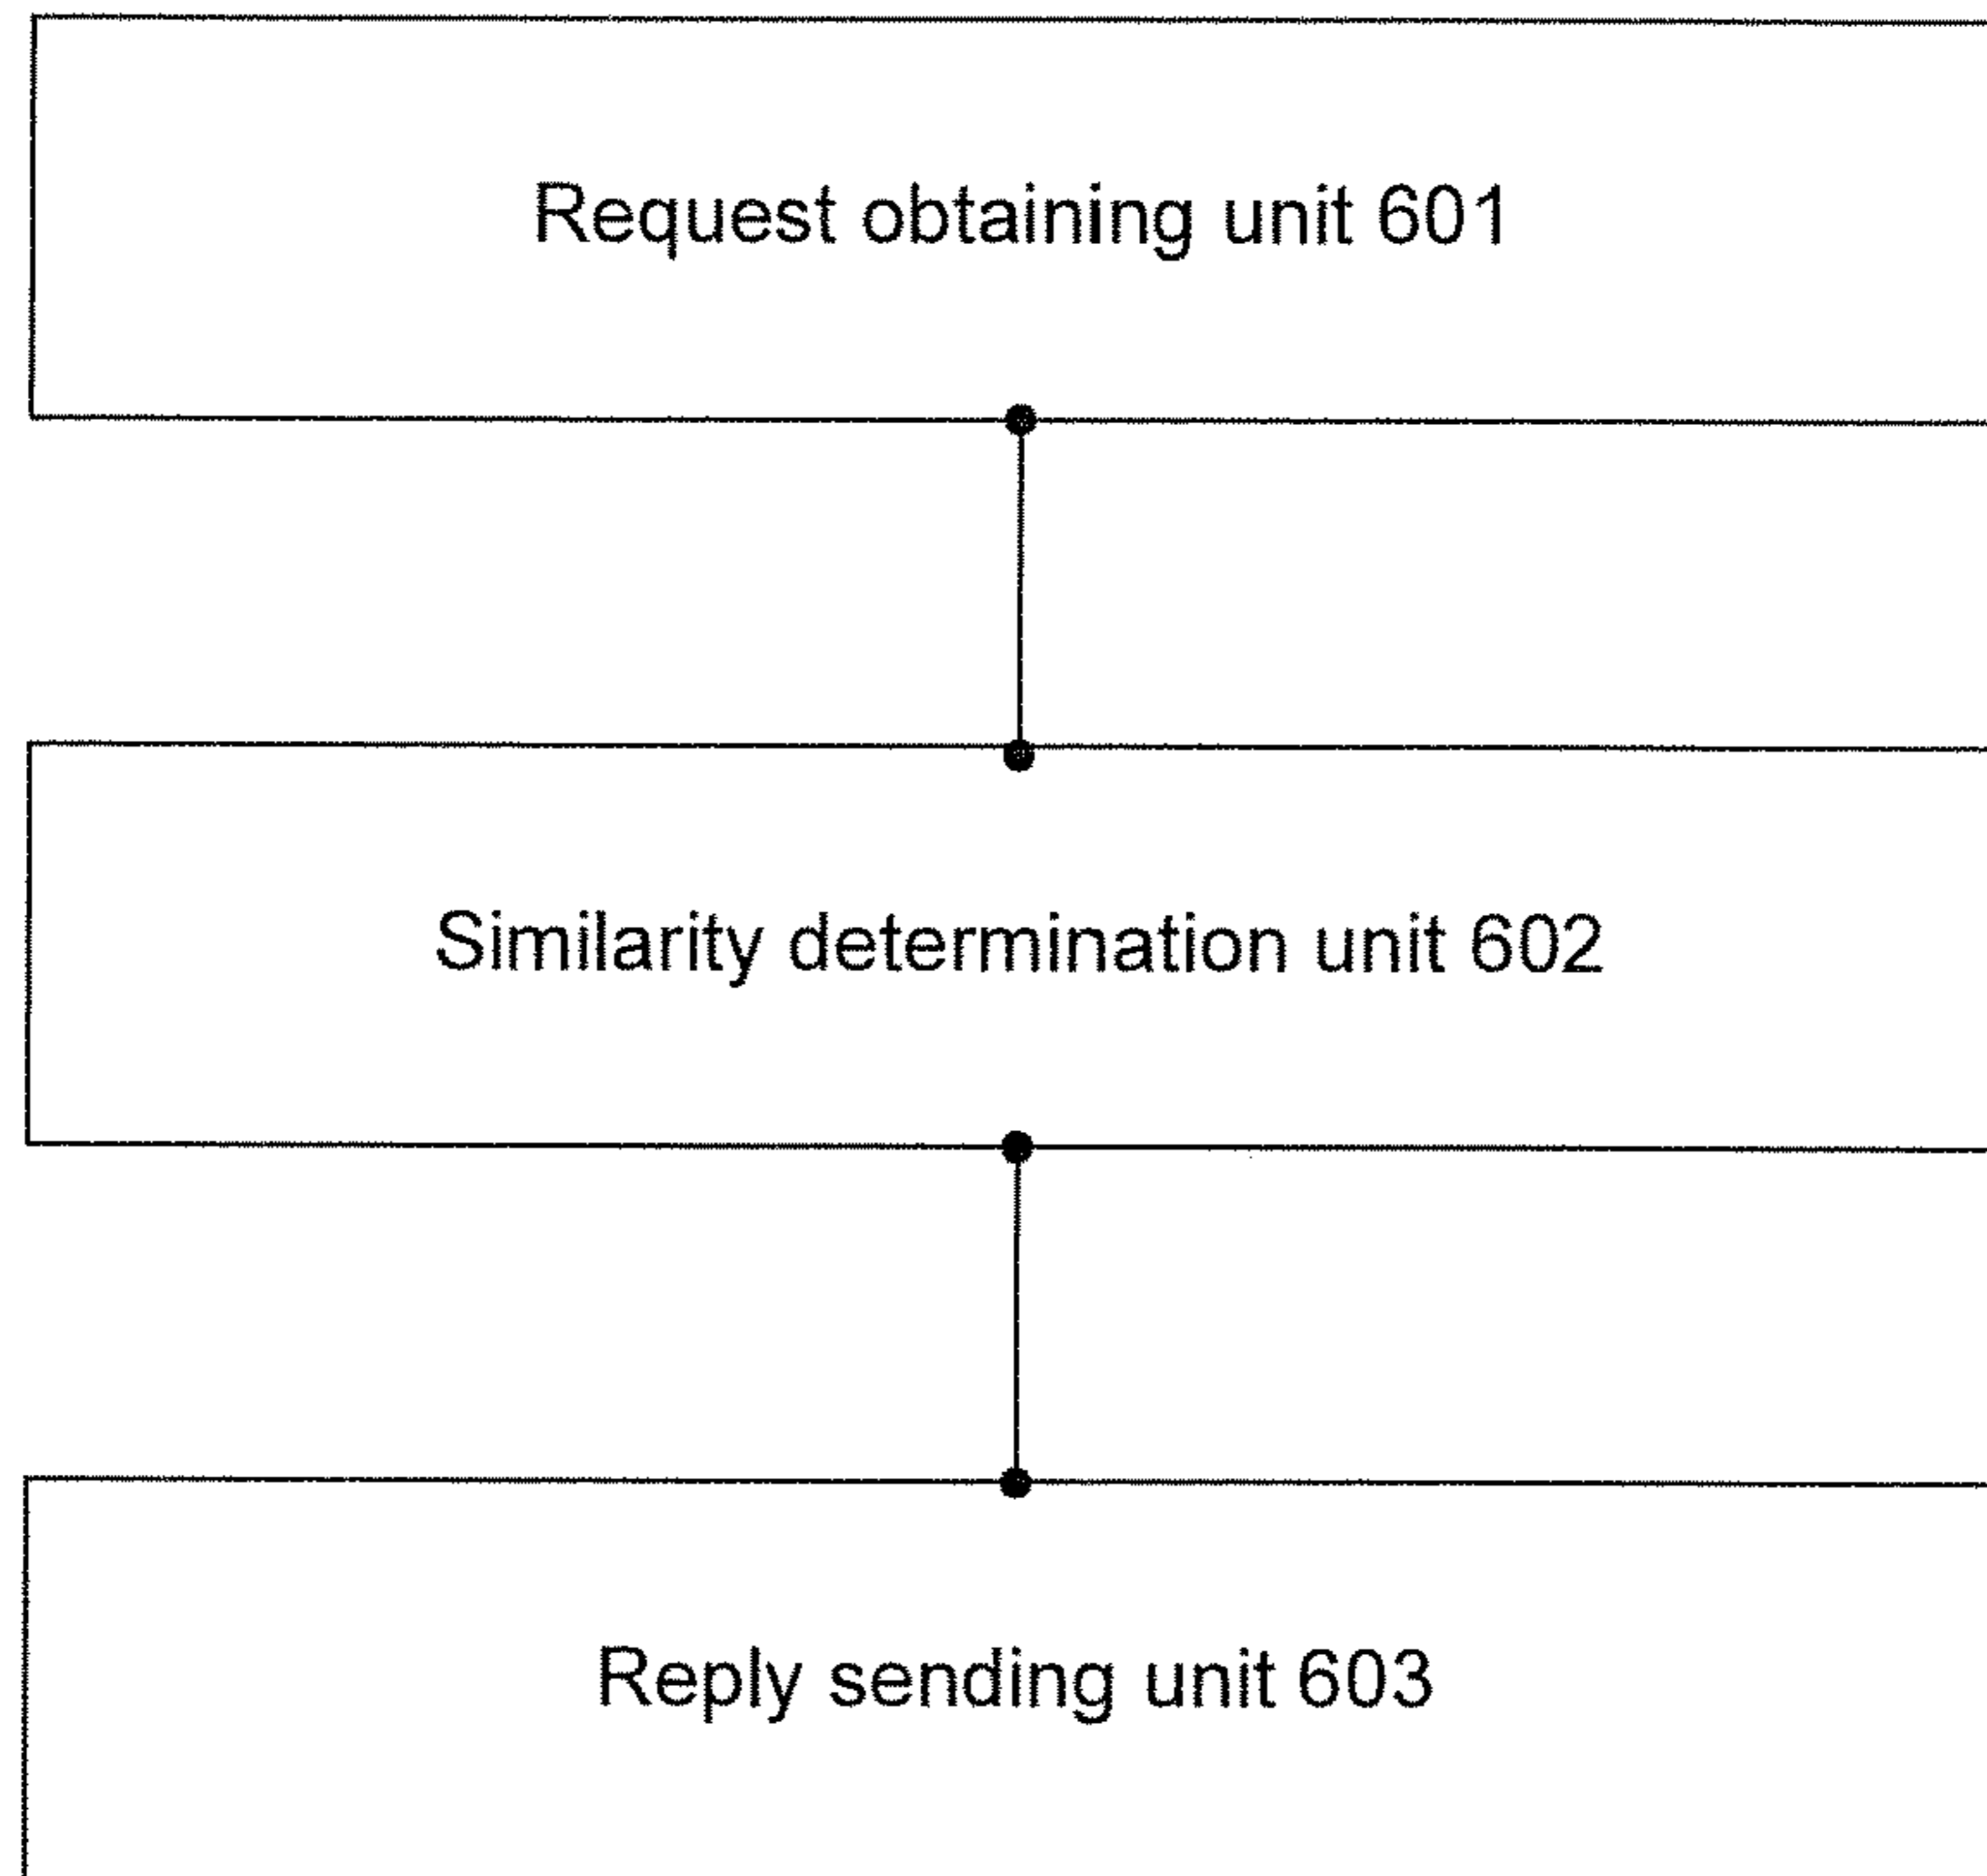 Request obtaining unit 601
Similarity determination unit 602
Reply sending unit 603